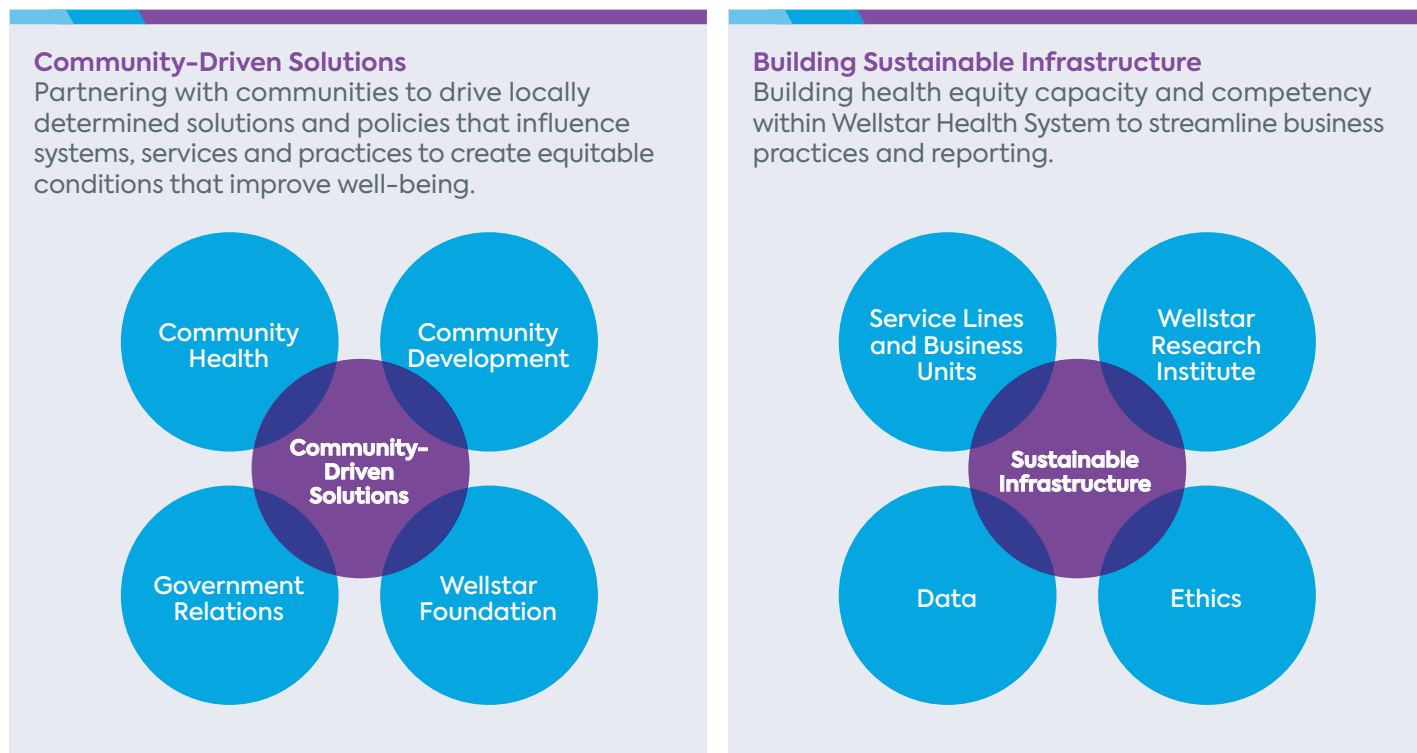 Community-Driven Solutions
Partnering with communities to drive locally
determined solutions and policies that influence
systems, services and practices to create equitable
conditions that improve well-being.
Community
Health
Community
Development
Community-
Driven
Solutions
Government
Relations
Wellstar
Foundation
Building Sustainable Infrastructure
Building health equity capacity and competency
within Wellstar Health System to streamline business
practices and reporting.
Service Lines
and Business
Units
Wellstar
Research
Institute
Sustainable
Infrastructure
Data
Ethics